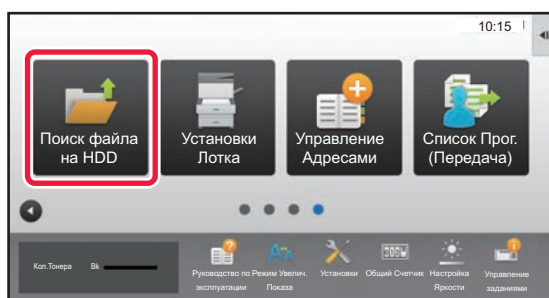 10:15
Поиск файла
на HDD
Установки
Лотка
Управление
Адресами
Список Прог.
(Передача)
Кол.Тонера Bk
Руководство по
эксплуатации
Режим Увелич.
Показа
Установки
Общий Счетчик
Настройка
Яркости
Управление
заданиями